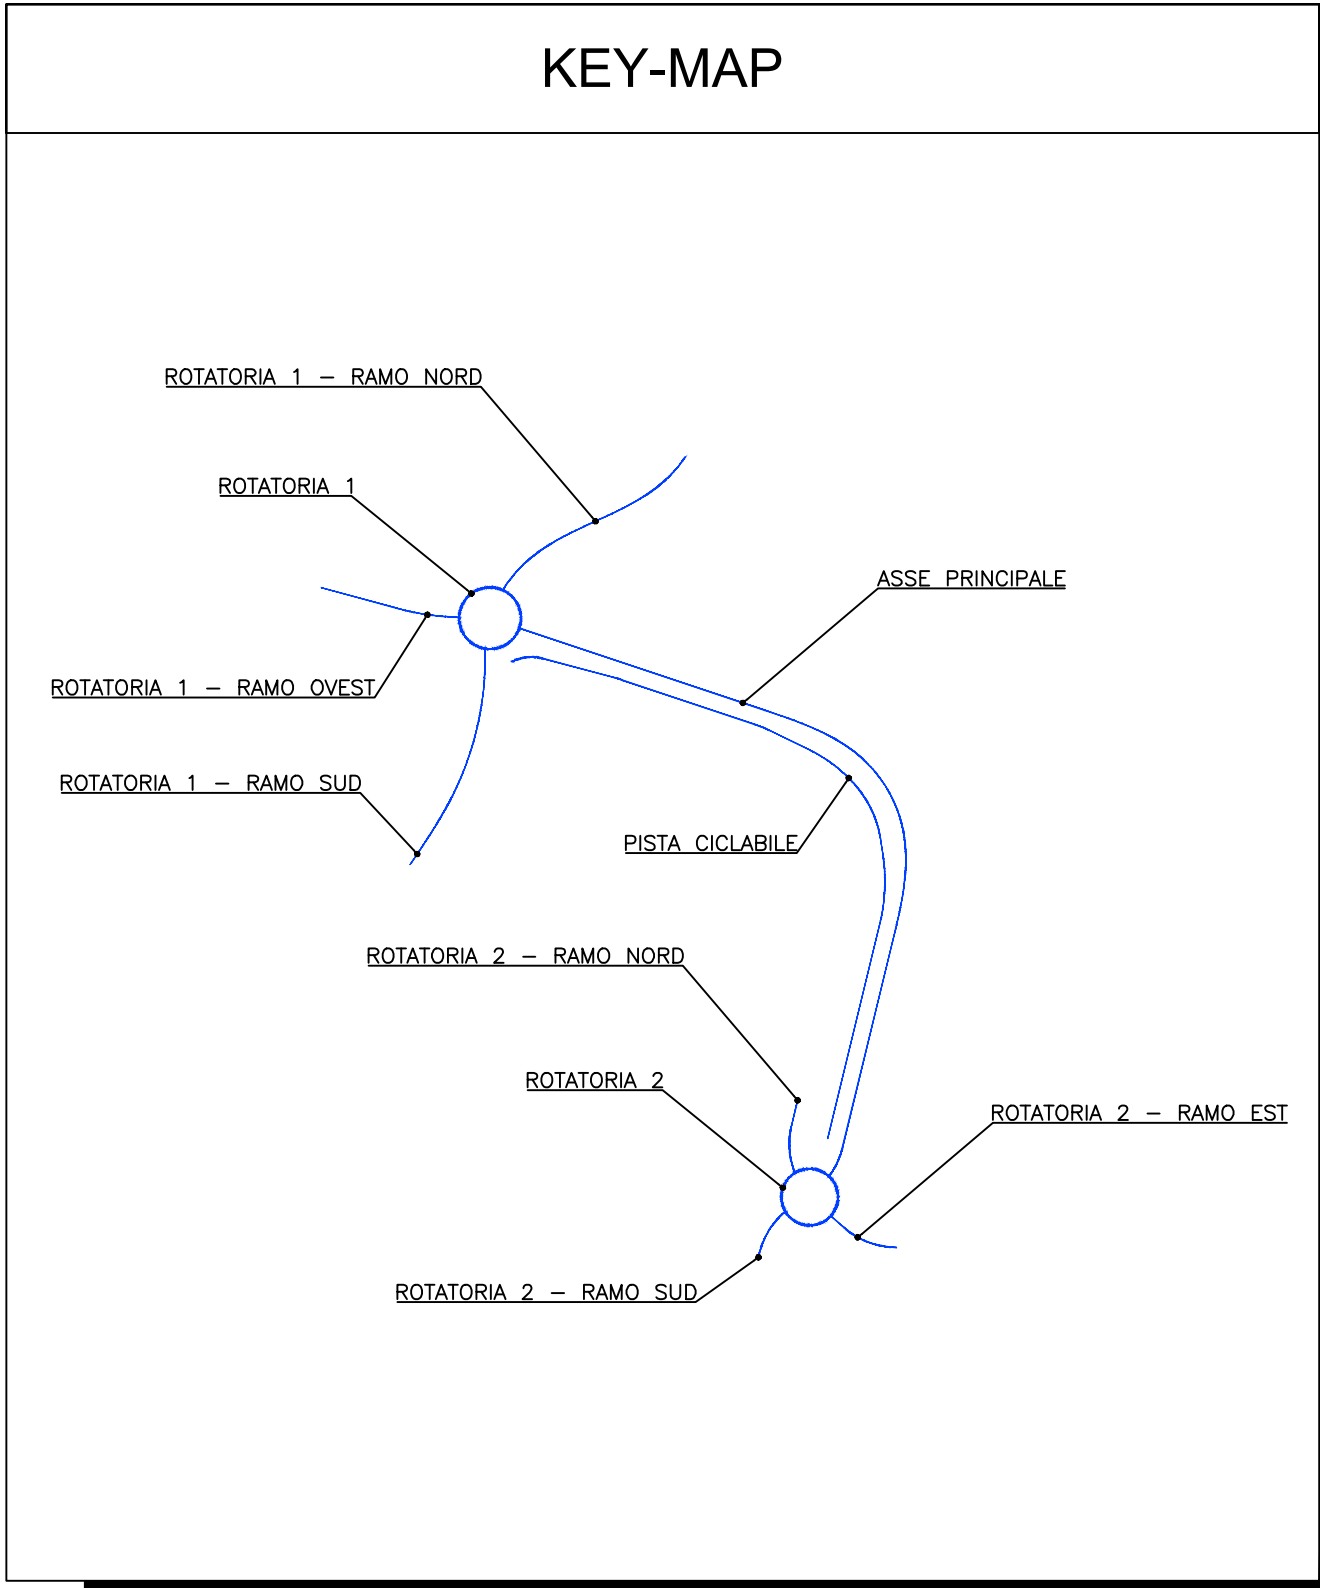 KEY-MAP
ROTATORIA 1 - RAMO NORD
ROTATORIA 1
ASSE PRINCIPALE
ROTATORIA 1 - RAMO OVEST
ROTATORIA 1 - RAMO SUD
PISTA CICLABILE
ROTATORIA 2 - RAMO NORD
ROTATORIA 2
ROTATORIA 2 - RAMO EST
ROTATORIA 2 - RAMO SUD